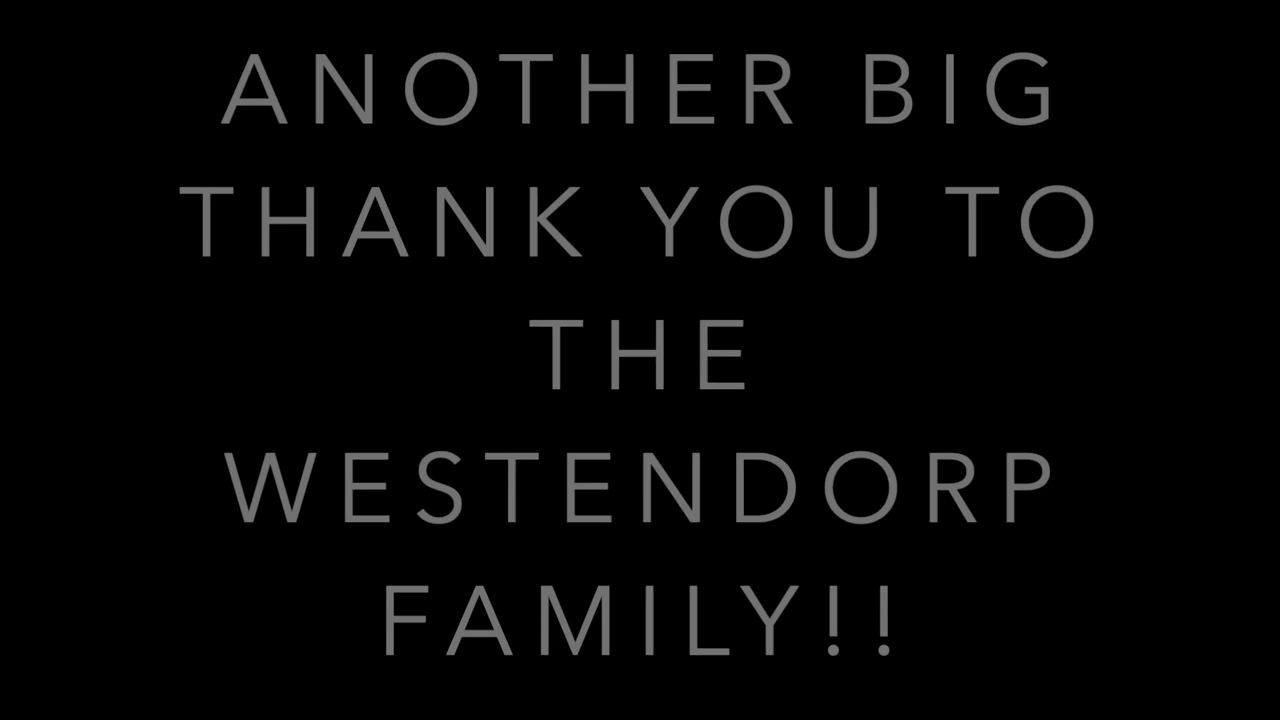 ANOTHER BIG
THANK YOU TO
THE
WESTENDORP
FAMILY!!